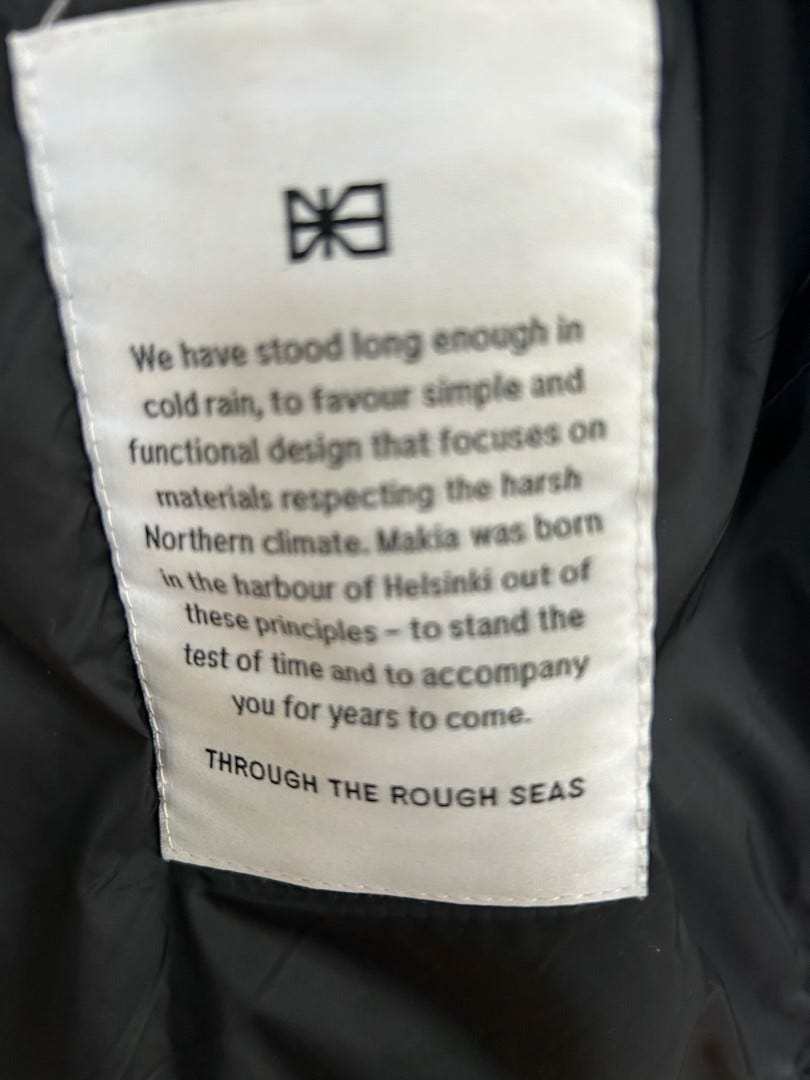 We have stood long enough in
cold rain, to favour simple and
functional design that focuses on
materials respecting the harsh
Northern climate. Makia was born
in the harbour of Helsinki out of
these principles – to stand the
test of time and to accompany
you for years to come.
THROUGH THE ROUGH SEAS